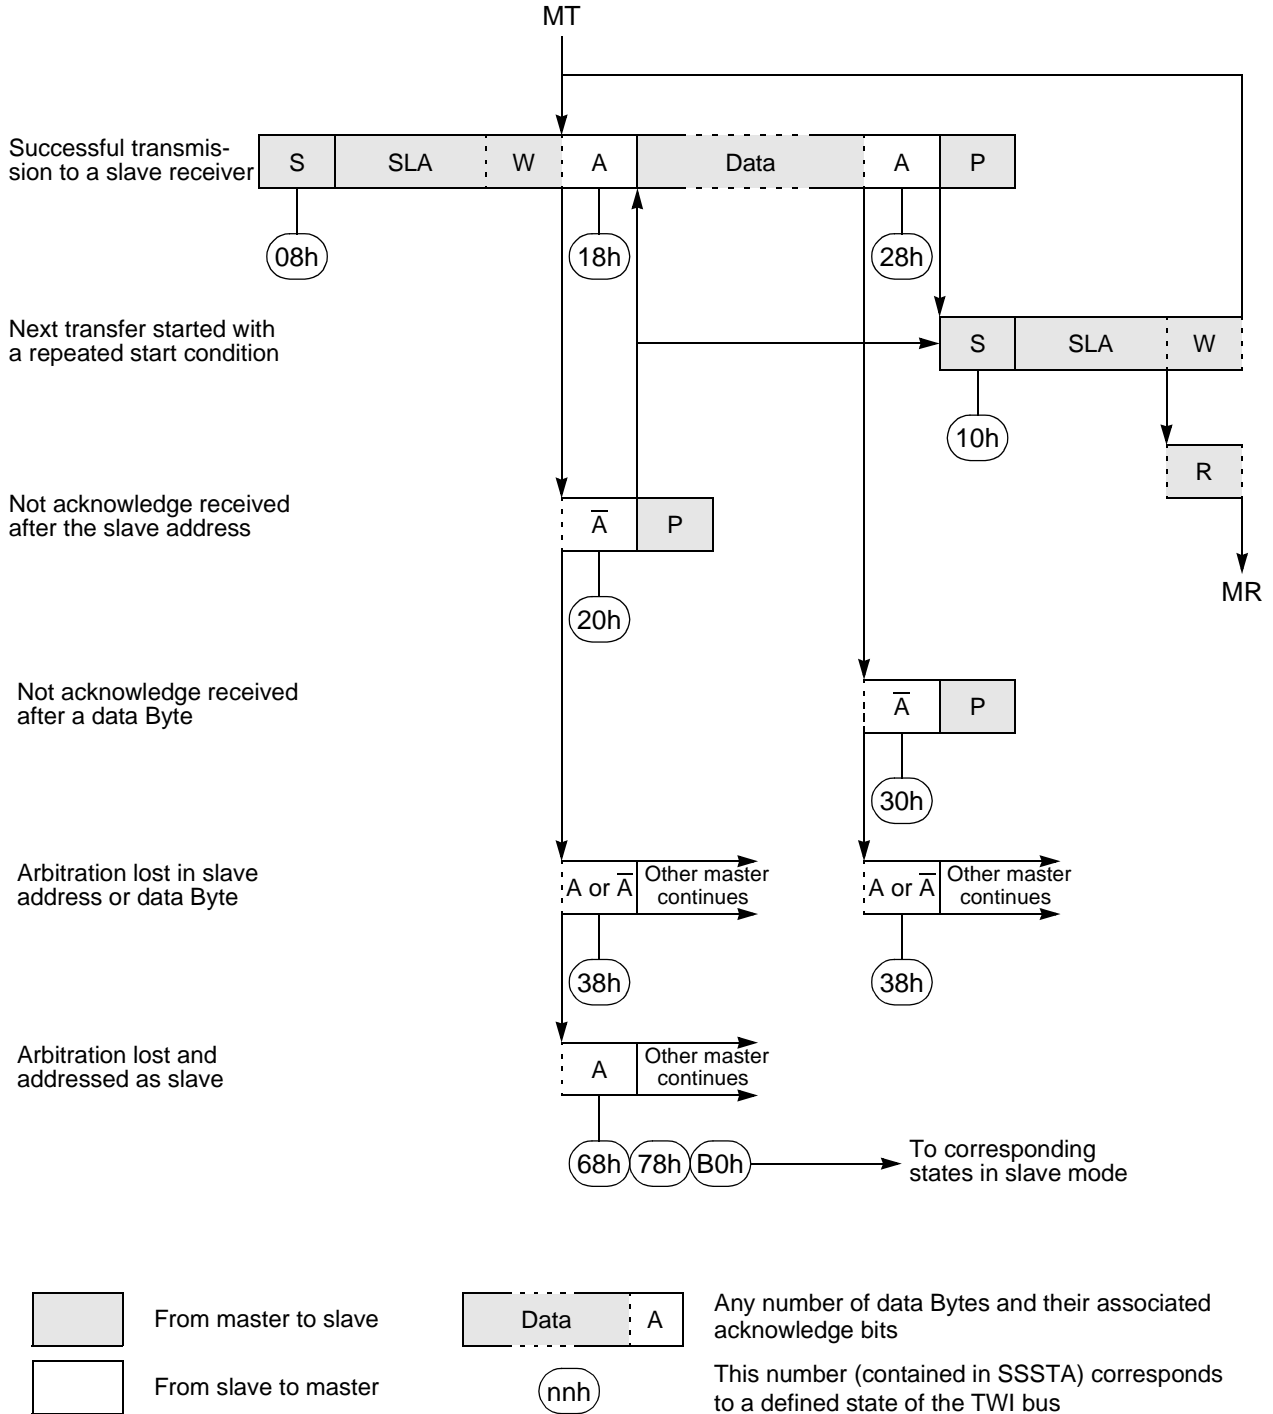 MT
Successful transmis-
sion to a slave receiver
S SLA W A Data A P
08h 18h 28h
Next transfer started with
a repeated start condition
S SLA W
10h
R
Not acknowledge received
after the slave address
A̅ P
MR
20h
Not acknowledge received
after a data Byte
A̅ P
30h
Arbitration lost in slave
address or data Byte
A or A̅ Other master
continues
A or A̅ Other master
continues
38h 38h
Arbitration lost and
addressed as slave
A Other master
continues
68h 78h B0h
To corresponding
states in slave mode
From master to slave
Data A
Any number of data Bytes and their associated
acknowledge bits
From slave to master
nnh
This number (contained in SSSTA) corresponds
to a defined state of the TWI bus